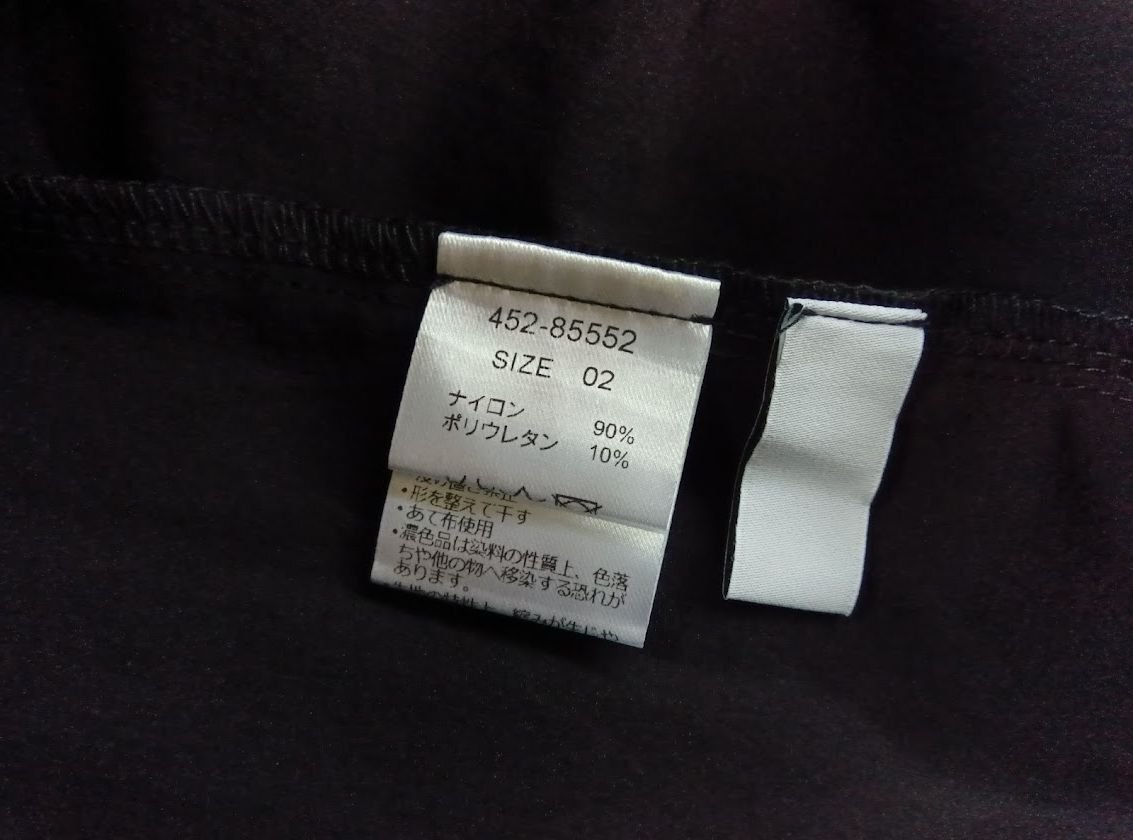 452-85552
SIZE 02
ナイロン 90%
ポリウレタン 10%
・形を整えて干す
・あて布使用
・濃色品は染料の性質上、色落
ちや他の物へ移染する恐れが
あります。